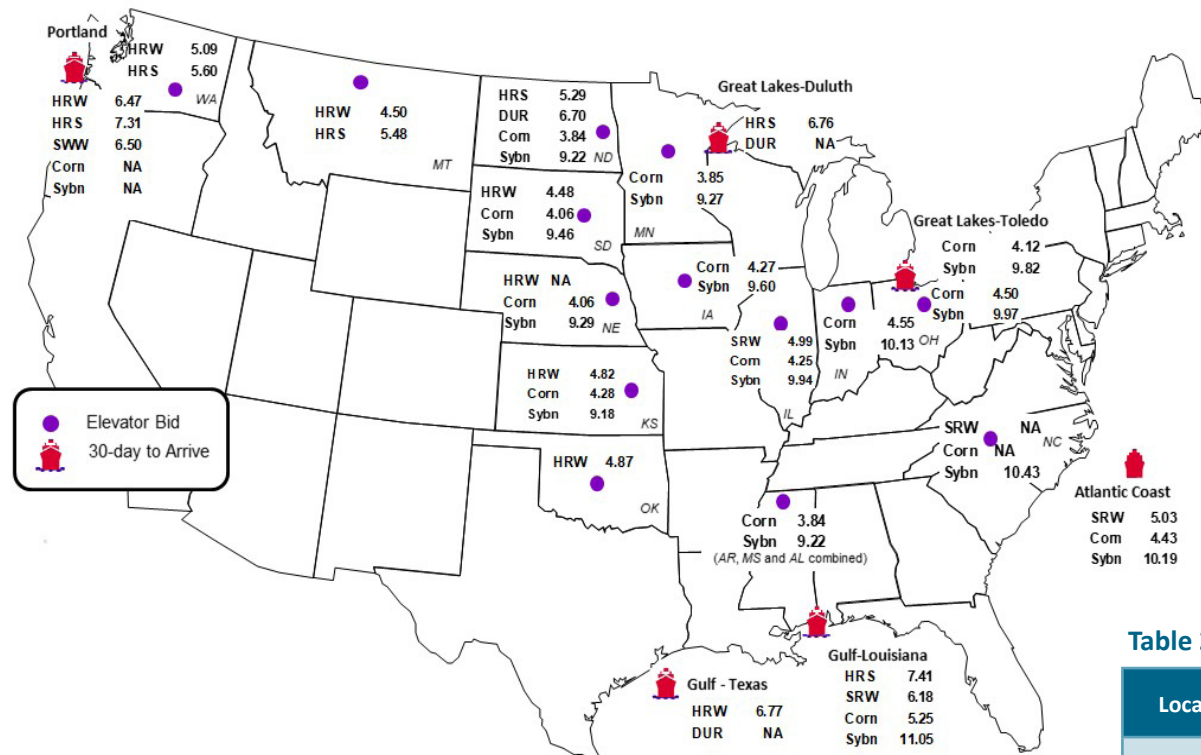 Portland
HRW 5.09
HRS 5.60
WA
HRW 6.47
HRS 7.31
SWW 6.50
Corn NA
Sybn NA
HRW 4.50
HRS 5.48
MT
HRS 5.29
DUR 6.70
Corn 3.84
Sybn 9.22 ND
HRW 4.48
Corn 4.06
Sybn 9.46 SD
HRW NA
Corn 4.06
Sybn 9.29 NE
HRW 4.82
Corn 4.28
Sybn 9.18
KS
HRW 4.87
OK
Great Lakes-Duluth
HRS 6.76
DUR NA
Corn 3.85
Sybn 9.27
MN
Corn 4.27
Sybn 9.60
IA
SRW 4.99
Corn 4.25
Sybn 9.94
IL
Great Lakes-Toledo
Corn 4.12
Sybn 9.82
Corn 4.50
Sybn 9.97
OH
Corn 4.55
Sybn 10.13
IN
SRW NA
Corn NA NC
Sybn 10.43
Atlantic Coast
SRW 5.03
Corn 4.43
Sybn 10.19
Corn 3.84
Sybn 9.22
(AR, MS and AL combined)
Gulf-Louisiana
HRS 7.41
SRW 6.18
Corn 5.25
Sybn 11.05
Gulf - Texas
HRW 6.77
DUR NA
Elevator Bid
30-day to Arrive
Table
Loca